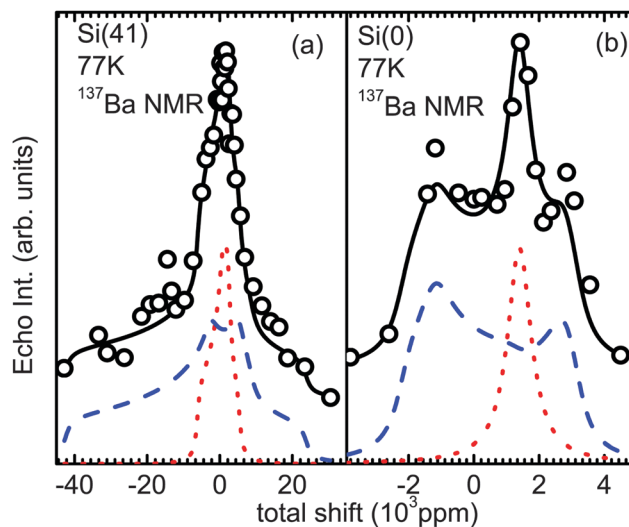 Si(41)
(a)
77K
¹³⁷Ba NMR
Si(0)
(b)
77K
¹³⁷Ba NMR
Echo Int. (arb. units)
-40 -20 0 20
-2 0 2 4
total shift (10³ppm)